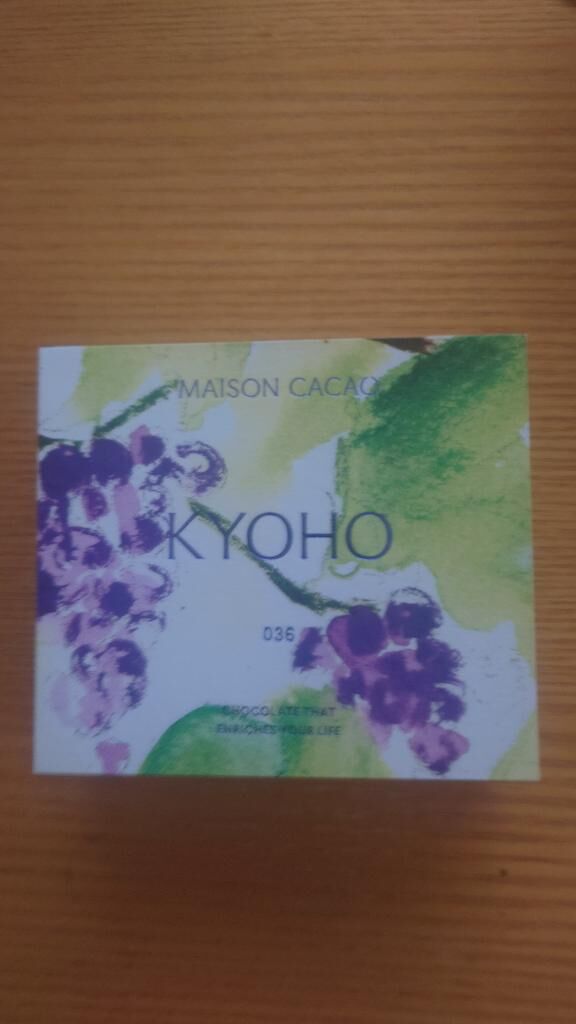 MAISON CACAO
KYOHO
036
CHOCOLATE THAT
ENRICHES YOUR LIFE